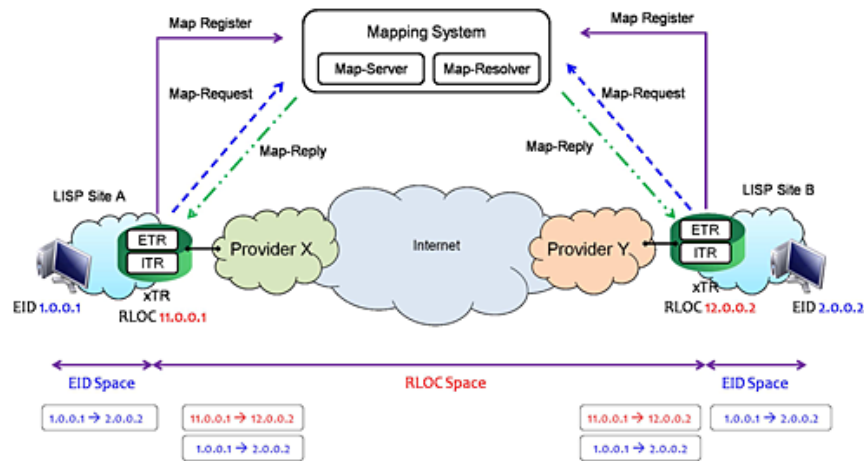 Map Register
Mapping System
Map Register
Map-Server
Map-Resolver
Map-Request
Map-Request
Map-Reply
Map-Reply
LISP Site A
LISP Site B
ETR
ITR
Provider X
Internet
Provider Y
ETR
ITR
xTR
xTR
EID 1.0.0.1
RLOC 11.0.0.1
RLOC 12.0.0.2
EID 2.0.0.2
EID Space
RLOC Space
EID Space
1.0.0.1 → 2.0.0.2
11.0.0.1 → 12.0.0.2
11.0.0.1 → 12.0.0.2
1.0.0.1 → 2.0.0.2
1.0.0.1 → 2.0.0.2
1.0.0.1 → 2.0.0.2